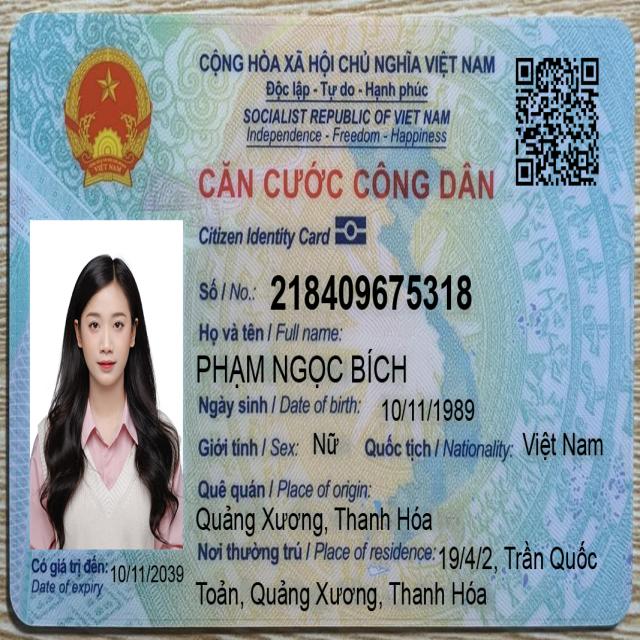 CỘNG HÒA XÃ HỘI CHỦ NGHĨA VIỆT NAM
Độc lập - Tự do - Hạnh phúc
SOCIALIST REPUBLIC OF VIET NAM
Independence - Freedom - Happiness
CĂN CƯỚC CÔNG DÂN
Citizen Identity Card
VIỆT NAM
Số / No.: 218409675318
Họ và tên / Full name:
PHẠM NGỌC BÍCH
Ngày sinh / Date of birth: 10/11/1989
Giới tính / Sex: Nữ Quốc tịch / Nationality: Việt Nam
Quê quán / Place of origin:
Quảng Xương, Thanh Hóa
Nơi thường trú / Place of residence: 19/4/2, Trần Quốc
Toản, Quảng Xương, Thanh Hóa
Có giá trị đến: 10/11/2039
Date of expiry